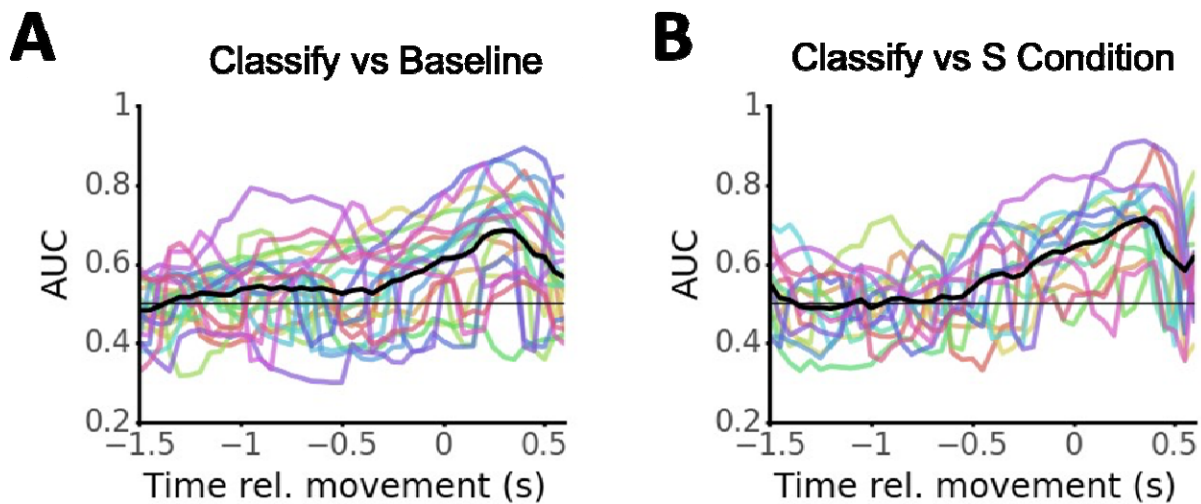 A
Classify vs Baseline
1
0.8
0.6
0.4
0.2
AUC
−1.5
−1
−0.5
0
0.5
Time rel. movement (s)
B
Classify vs S Condition
1
0.8
0.6
0.4
0.2
AUC
−1.5
−1
−0.5
0
0.5
Time rel. movement (s)